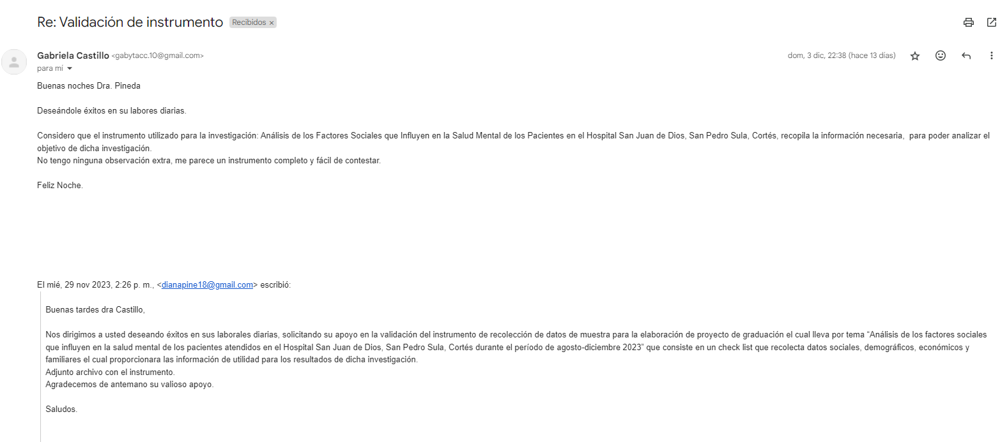 Re: Validación de instrumento Recibidos ×
Gabriela Castillo <gabytacc.10@gmail.com> dom, 3 dic, 22:38 (hace 13 días)
para mí
Buenas noches Dra. Pineda
Deseándole éxitos en su labores diarias.
Considero que el instrumento utilizado para la investigación: Análisis de los Factores Sociales que Influyen en la Salud Mental de los Pacientes en el Hospital San Juan de Dios, San Pedro Sula, Cortés, recopila la información necesaria, para poder analizar el
objetivo de dicha investigación.
No tengo ninguna observación extra, me parece un instrumento completo y fácil de contestar.
Feliz Noche.
El mié, 29 nov 2023, 2:26 p. m., <dianapine18@gmail.com> escribió:
Buenas tardes dra Castillo,
Nos dirigimos a usted deseando éxitos en sus laborales diarias, solicitando su apoyo en la validación del instrumento de recolección de datos de muestra para la elaboración de proyecto de graduación el cual lleva por tema “Análisis de los factores sociales
que influyen en la salud mental de los pacientes atendidos en el Hospital San Juan de Dios, San Pedro Sula, Cortés durante el período de agosto-diciembre 2023” que consiste en un check list que recolecta datos sociales, demográficos, económicos y
familiares el cual proporcionara las información de utilidad para los resultados de dicha investigación.
Adjunto archivo con el instrumento.
Agradecemos de antemano su valioso apoyo.
Saludos.